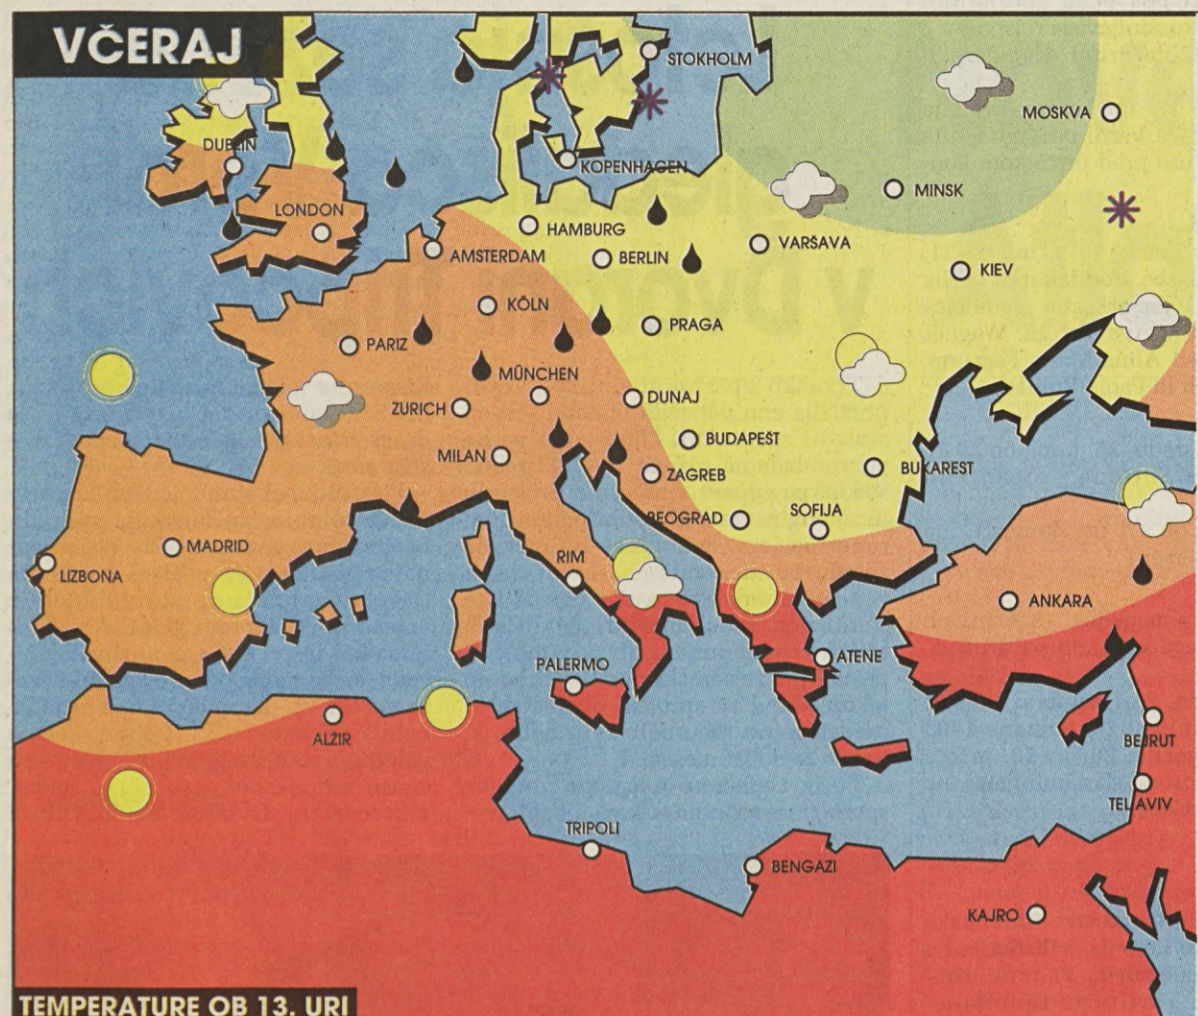 VČERAJ
STOKHOLM
MOSKVA
DUBLIN
KOPENHAGEN
MINSK
LONDON
HAMBURG
VARŠAVA
AMSTERDAM
BERLIN
KIEV
KÖLN
PRAGA
PARIZ
MÜNCHEN
ZURICH
DUNAJ
BUDAPEŠT
MILAN
ZAGREB
BUKAREST
BEOGRAD
SOFIJA
MADRID
RIM
LIZBONA
ANKARA
ATENE
PALERMO
ALŽIR
BEJRUT
TEL AVIV
TRIPOLI
BENGAZI
KAJRO
TEMPERATURE OB 13. URI